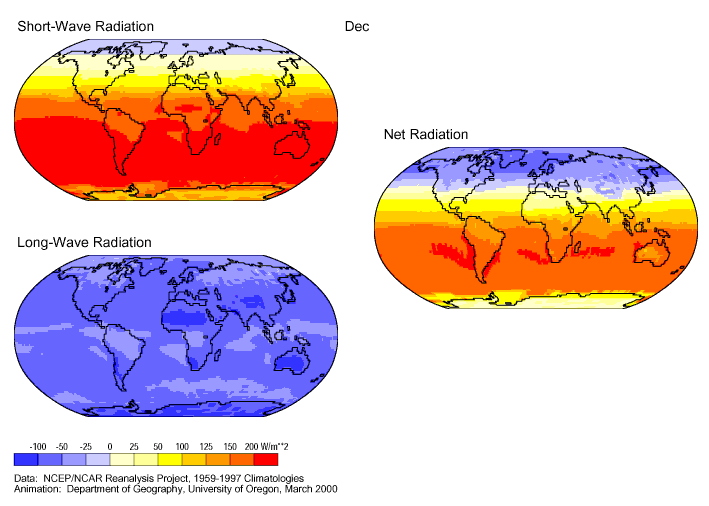 Short-Wave Radiation
Dec
Net Radiation
Long-Wave Radiation
-100 -50 -25 0 25 50 100 125 150 200 W/m**2
Data: NCEP/NCAR Reanalysis Project, 1959-1997 Climatologies
Animation: Department of Geography, University of Oregon, March 2000